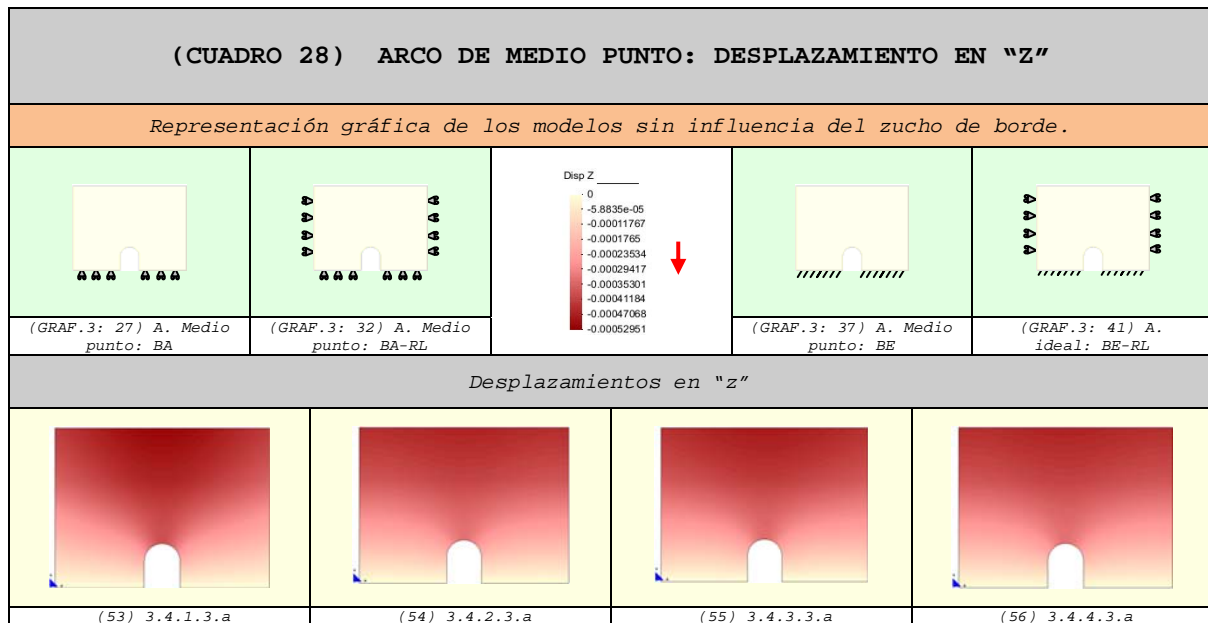 (CUADRO 28) ARCO DE MEDIO PUNTO: DESPLAZAMIENTO EN “Z”
Representación gráfica de los modelos sin influencia del zucho de borde.
Disp Z
0
-5.8835e-05
-0.00011767
-0.0001765
-0.00023534
-0.00029417
-0.00035301
-0.00041184
-0.00047068
-0.00052951
(GRAF.3: 27) A. Medio
punto: BA
(GRAF.3: 32) A. Medio
punto: BA-RL
(GRAF.3: 37) A. Medio
punto: BE
(GRAF.3: 41) A.
ideal: BE-RL
Desplazamientos en “z”
(53) 3.4.1.3.a
(54) 3.4.2.3.a
(55) 3.4.3.3.a
(56) 3.4.4.3.a